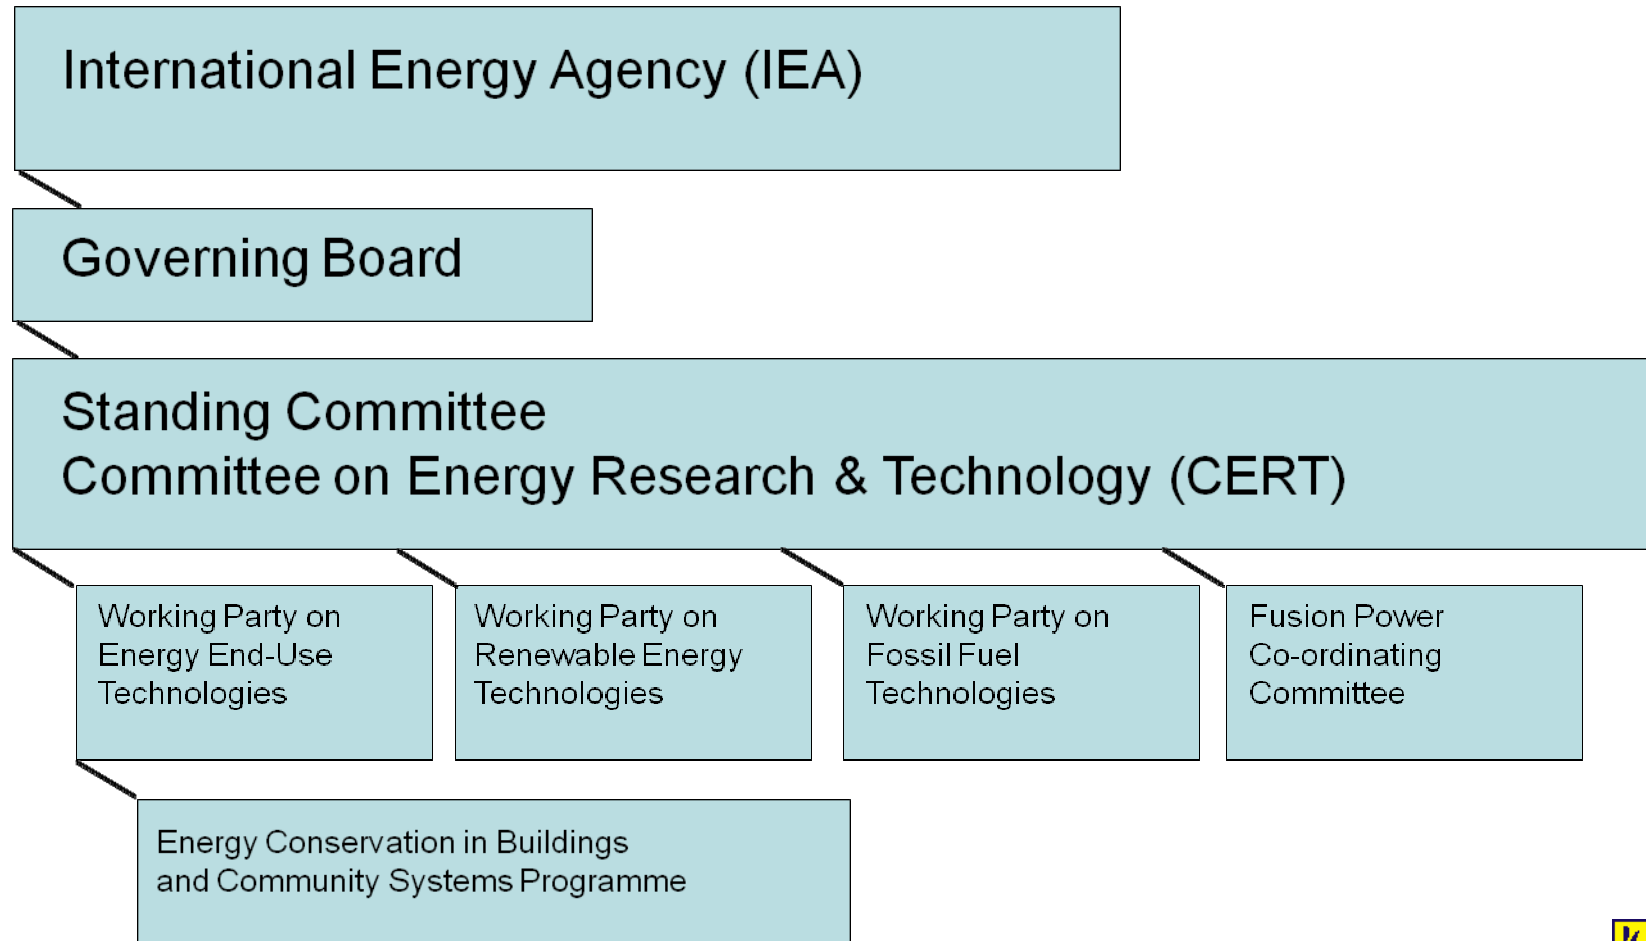 International Energy Agency (IEA)
Governing Board
Standing Committee
Committee on Energy Research & Technology (CERT)
Working Party on
Energy End-Use
Technologies
Working Party on
Renewable Energy
Technologies
Working Party on
Fossil Fuel
Technologies
Fusion Power
Co-ordinating
Committee
Energy Conservation in Buildings
and Community Systems Programme